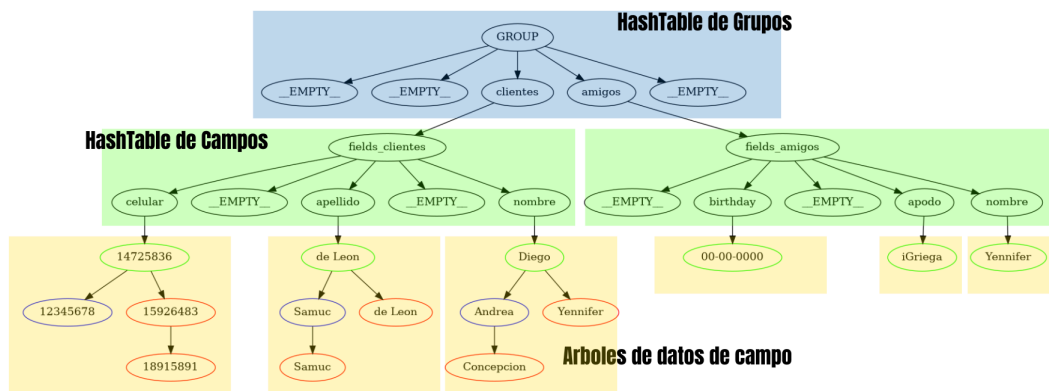 HashTable de Grupos
GROUP
__EMPTY__ __EMPTY__ clientes amigos __EMPTY__
HashTable de Campos
fields_clientes fields_amigos
celular __EMPTY__ apellido __EMPTY__ nombre __EMPTY__ birthday __EMPTY__ apodo nombre
14725836 de Leon Diego 00-00-0000 iGriega Yennifer
12345678 15926483 Samuc de Leon Andrea Yennifer
Arboles de datos de campo
18915891 Samuc Concepcion